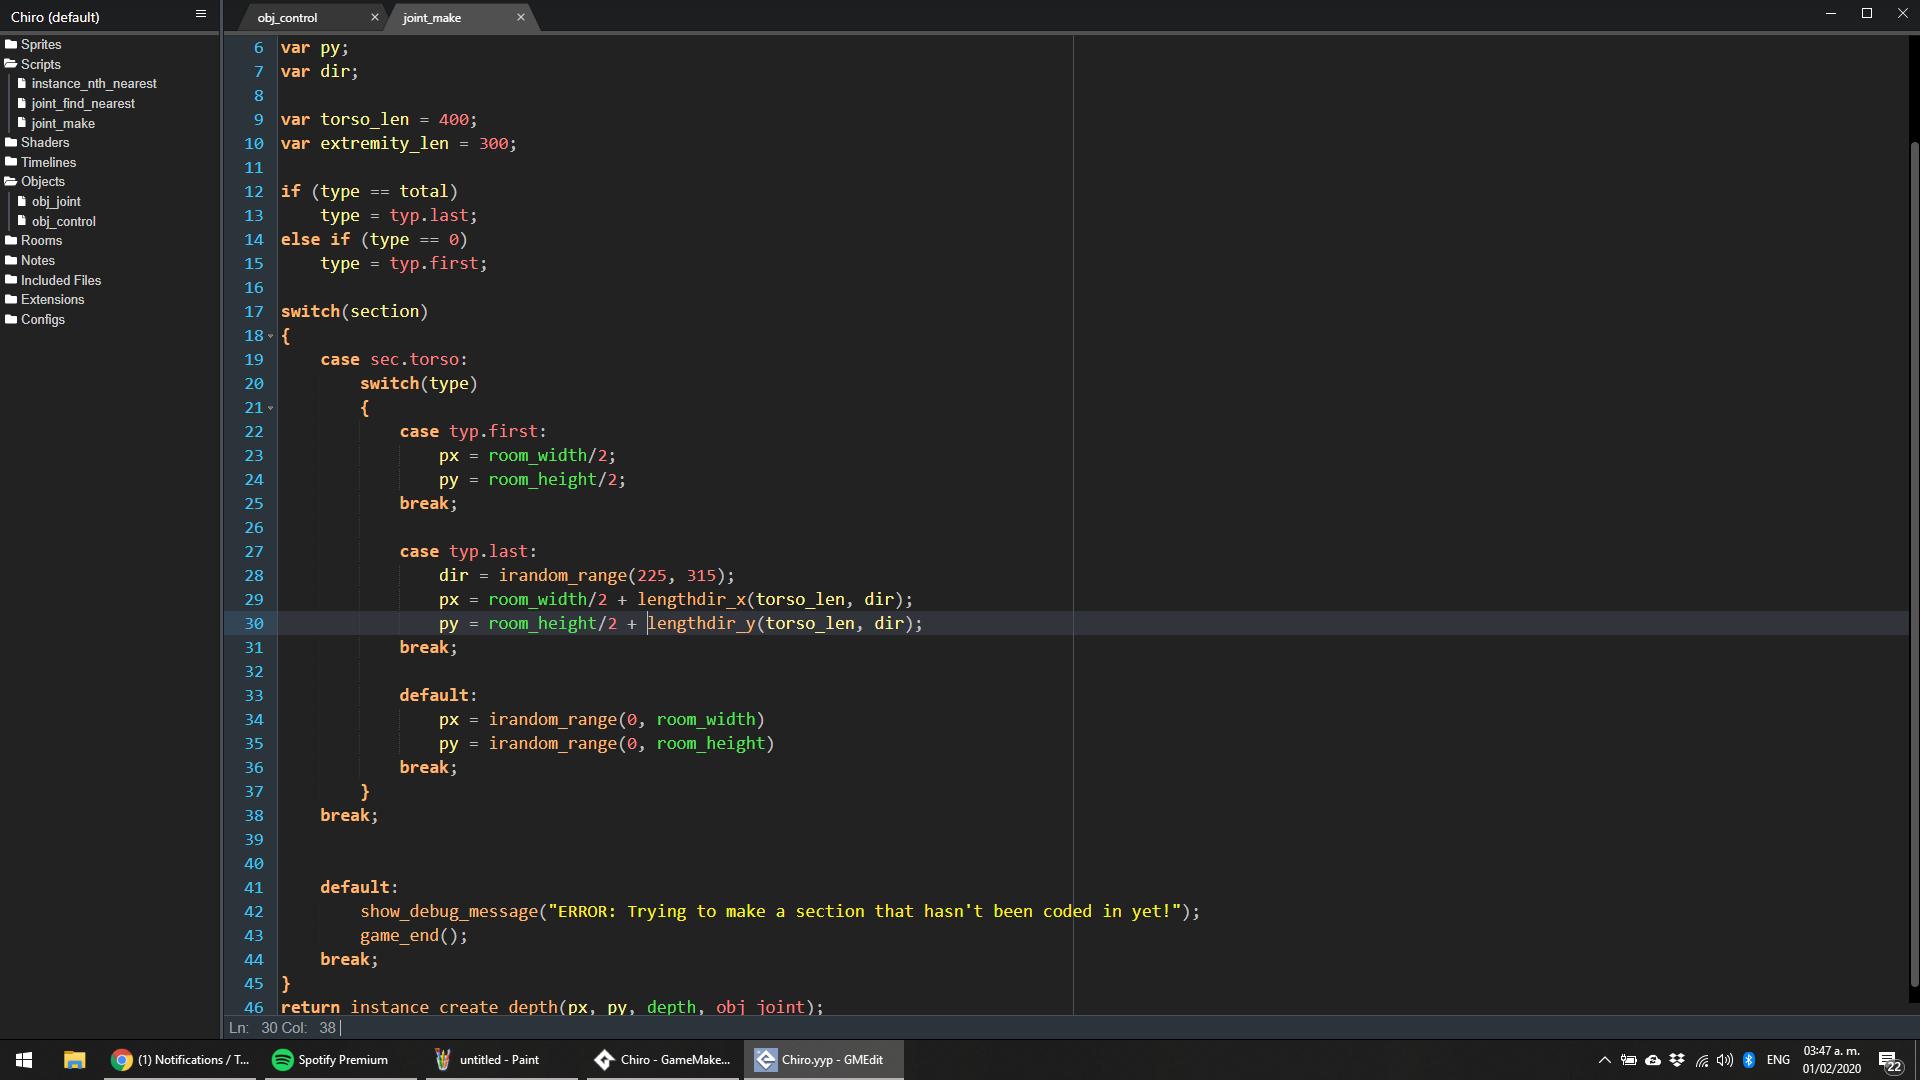 Chiro (default)
obj_control
joint_make
Sprites
Scripts
instance_nth_nearest
joint_find_nearest
joint_make
Shaders
Timelines
Objects
obj_joint
obj_control
Rooms
Notes
Included Files
Extensions
Configs
6 var py;
7 var dir;
8
9 var torso_len = 400;
10 var extremity_len = 300;
11
12 if (type == total)
13     type = typ.last;
14 else if (type == 0)
15     type = typ.first;
16
17 switch(section)
18 {
19     case sec.torso:
20         switch(type)
21         {
22             case typ.first:
23                 px = room_width/2;
24                 py = room_height/2;
25             break;
26
27             case typ.last:
28                 dir = irandom_range(225, 315);
29                 px = room_width/2 + lengthdir_x(torso_len, dir);
30                 py = room_height/2 + lengthdir_y(torso_len, dir);
31             break;
32
33             default:
34                 px = irandom_range(0, room_width)
35                 py = irandom_range(0, room_height)
36             break;
37         }
38     break;
39
40
41     default:
42         show_debug_message("ERROR: Trying to make a section that hasn't been coded in yet!");
43         game_end();
44     break;
45 }
46 return instance_create_depth(px, py, depth, obj_joint);
Ln: 30 Col: 38
(1) Notifications / T...
Spotify Premium
untitled - Paint
Chiro - GameMake...
Chiro.yyp - GMEdit
ENG
03:47 a. m.
01/02/2020
22